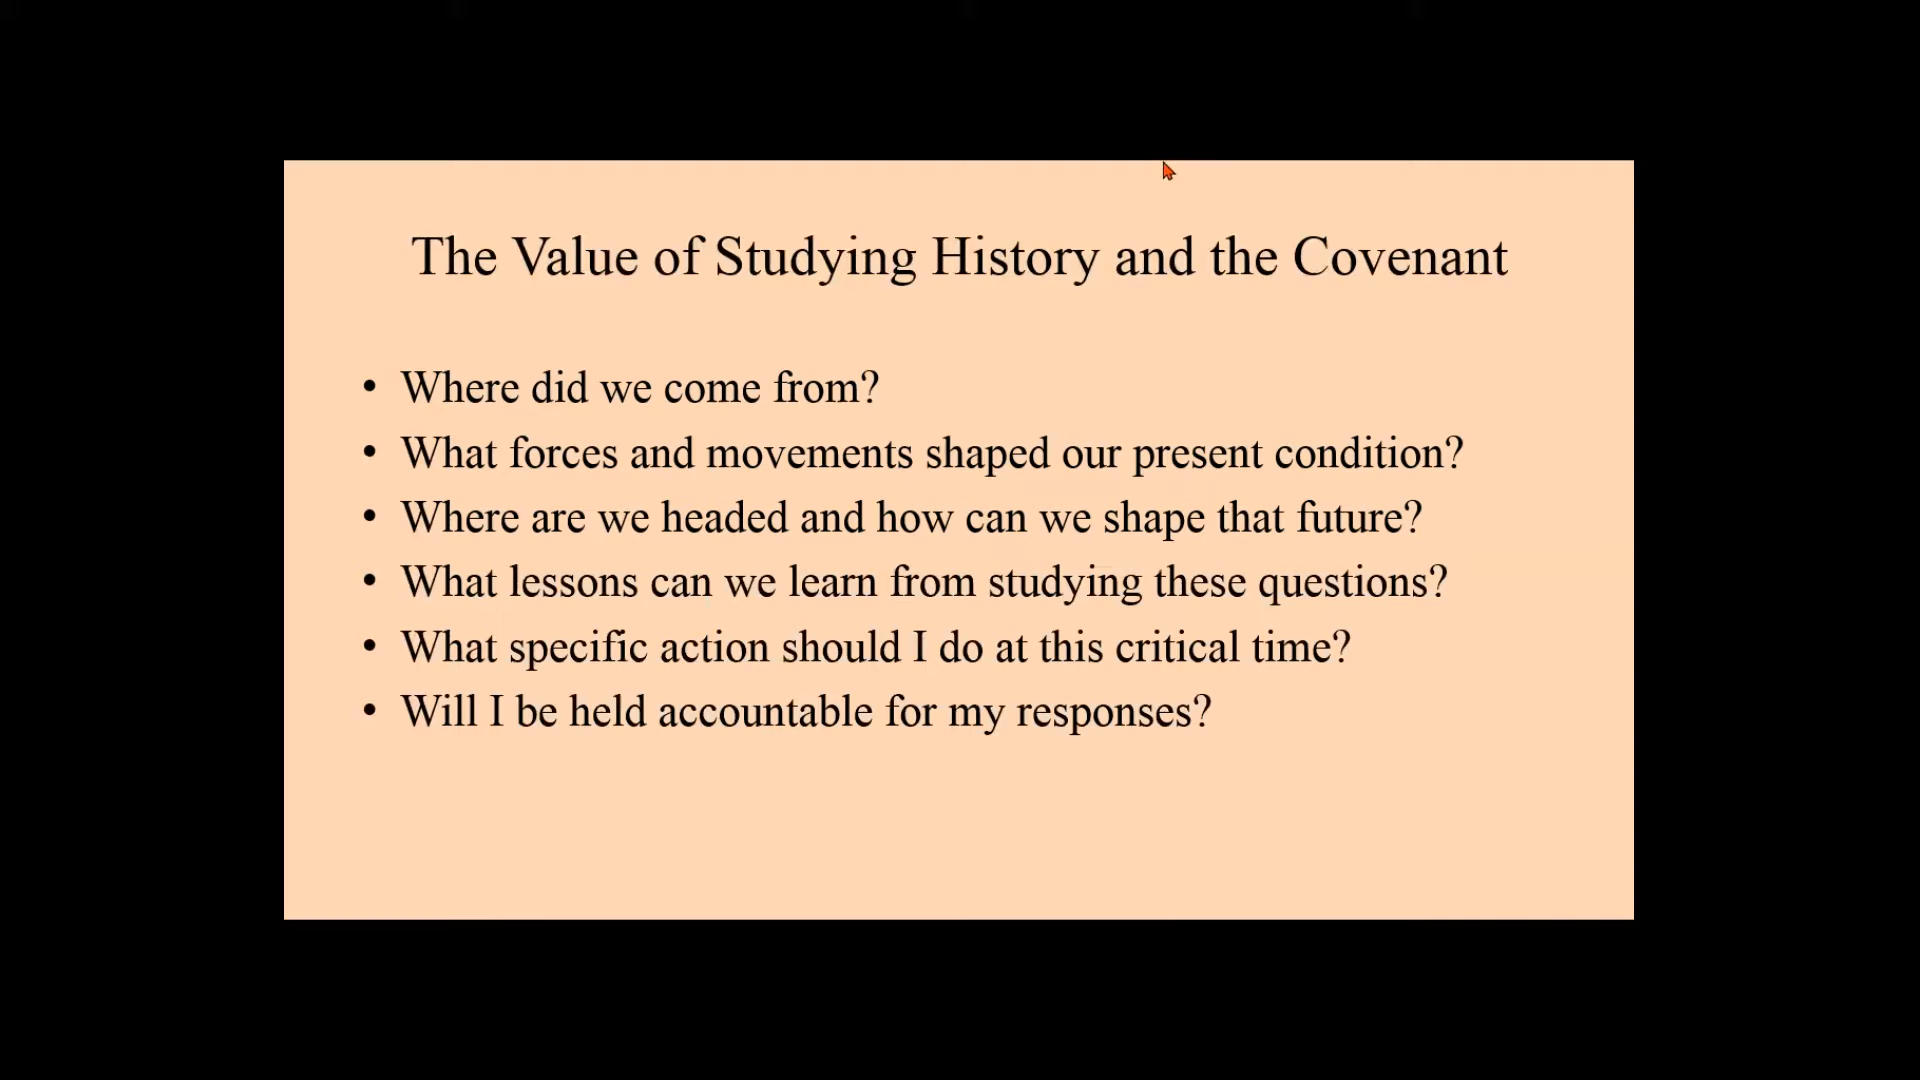 The Value of Studying History and the Covenant
• Where did we come from?
• What forces and movements shaped our present condition?
• Where are we headed and how can we shape that future?
• What lessons can we learn from studying these questions?
• What specific action should I do at this critical time?
• Will I be held accountable for my responses?